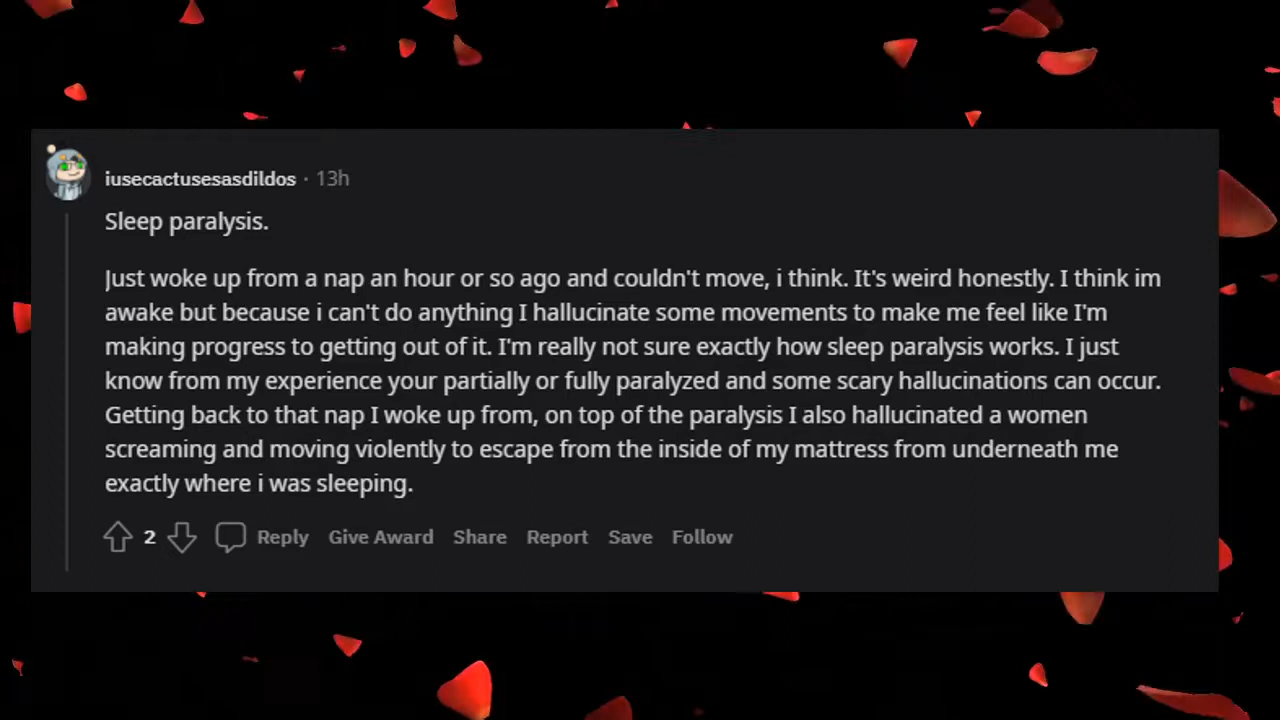 iusecactusesasdildos · 13h
Sleep paralysis.
Just woke up from a nap an hour or so ago and couldn't move, i think. It's weird honestly. I think im
awake but because i can't do anything I hallucinate some movements to make me feel like I'm
making progress to getting out of it. I'm really not sure exactly how sleep paralysis works. I just
know from my experience your partially or fully paralyzed and some scary hallucinations can occur.
Getting back to that nap I woke up from, on top of the paralysis I also hallucinated a women
screaming and moving violently to escape from the inside of my mattress from underneath me
exactly where i was sleeping.
2 Reply Give Award Share Report Save Follow